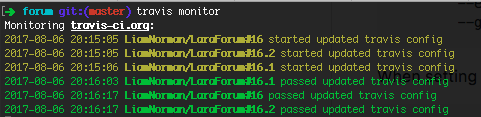 [→ forum git:(master) travis monitor
Monitoring travis-ci.org:
2017-08-06 20:15:05 LiamNorman/LaraForum#16 started updated travis config
2017-08-06 20:15:05 LiamNorman/LaraForum#16.2 started updated travis config
2017-08-06 20:15:05 LiamNorman/LaraForum#16.1 started updated travis config
2017-08-06 20:16:03 LiamNorman/LaraForum#16.1 passed updated travis config
2017-08-06 20:16:17 LiamNorman/LaraForum#16 passed updated travis config
2017-08-06 20:16:17 LiamNorman/LaraForum#16.2 passed updated travis config
--g
When setting